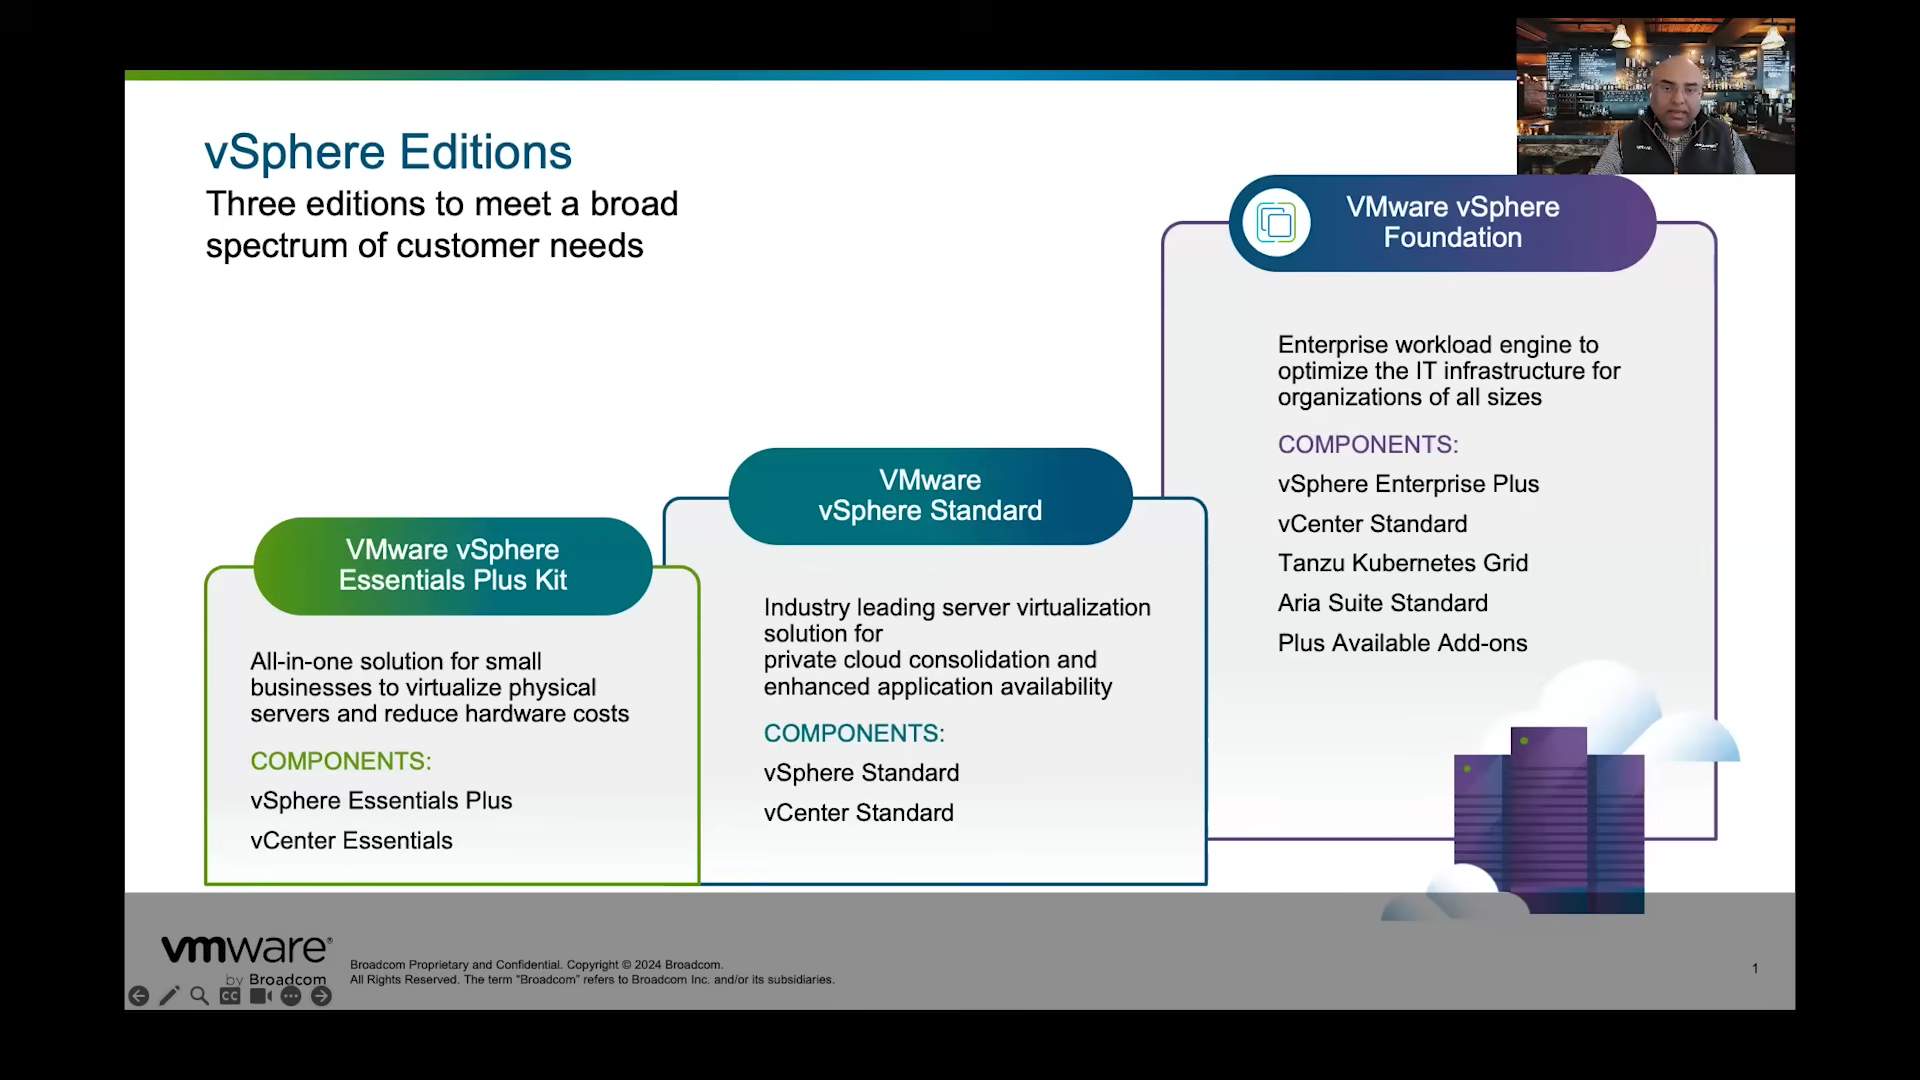 vSphere Editions
Three editions to meet a broad
spectrum of customer needs
VMware vSphere
Essentials Plus Kit
All-in-one solution for small
businesses to virtualize physical
servers and reduce hardware costs
COMPONENTS:
vSphere Essentials Plus
vCenter Essentials
VMware
vSphere Standard
Industry leading server virtualization
solution for
private cloud consolidation and
enhanced application availability
COMPONENTS:
vSphere Standard
vCenter Standard
VMware vSphere
Foundation
Enterprise workload engine to
optimize the IT infrastructure for
organizations of all sizes
COMPONENTS:
vSphere Enterprise Plus
vCenter Standard
Tanzu Kubernetes Grid
Aria Suite Standard
Plus Available Add-ons
vmware®
by Broadcom
Broadcom Proprietary and Confidential. Copyright © 2024 Broadcom.
All Rights Reserved. The term "Broadcom" refers to Broadcom Inc. and/or its subsidiaries.
1
CC